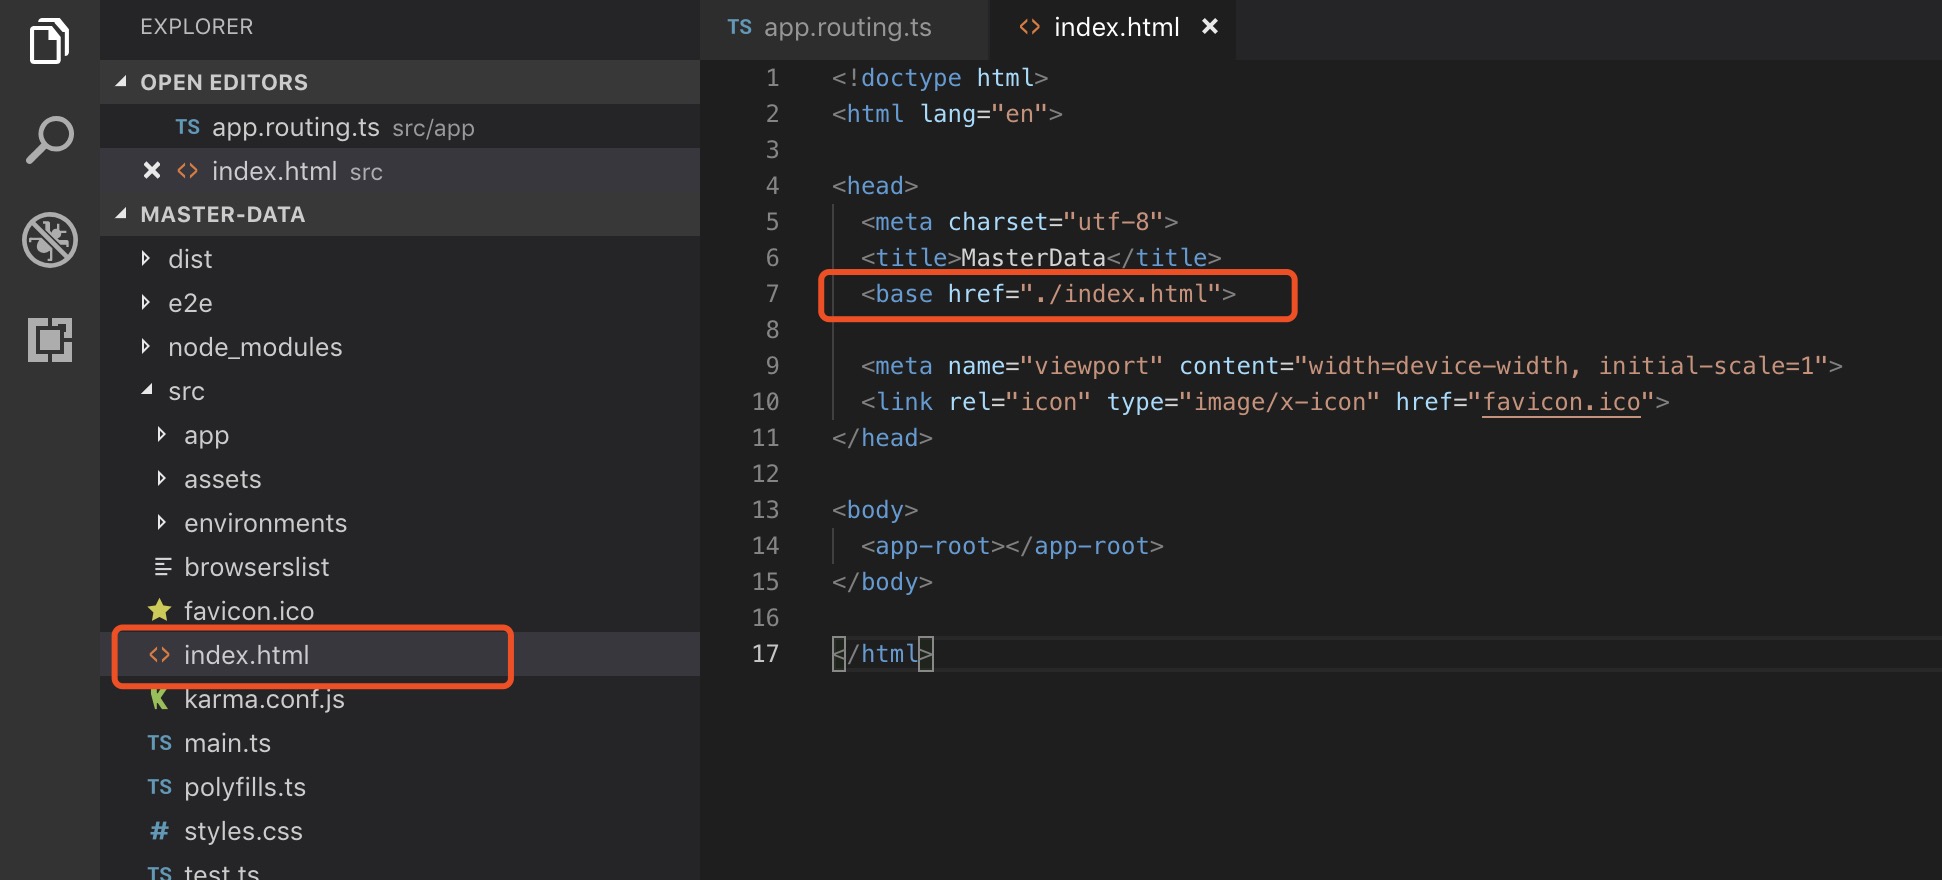 EXPLORER
OPEN EDITORS
TS app.routing.ts src/app
<> index.html src
MASTER-DATA
dist
e2e
node_modules
src
app
assets
environments
browserslist
favicon.ico
<> index.html
karma.conf.js
TS main.ts
TS polyfills.ts
# styles.css
TS test.ts
TS app.routing.ts
<> index.html
1 <!doctype html>
2 <html lang="en">
3
4 <head>
5 <meta charset="utf-8">
6 <title>MasterData</title>
7 <base href="./index.html">
8
9 <meta name="viewport" content="width=device-width, initial-scale=1">
10 <link rel="icon" type="image/x-icon" href="favicon.ico">
11 </head>
12
13 <body>
14 <app-root></app-root>
15 </body>
16
17 </html>